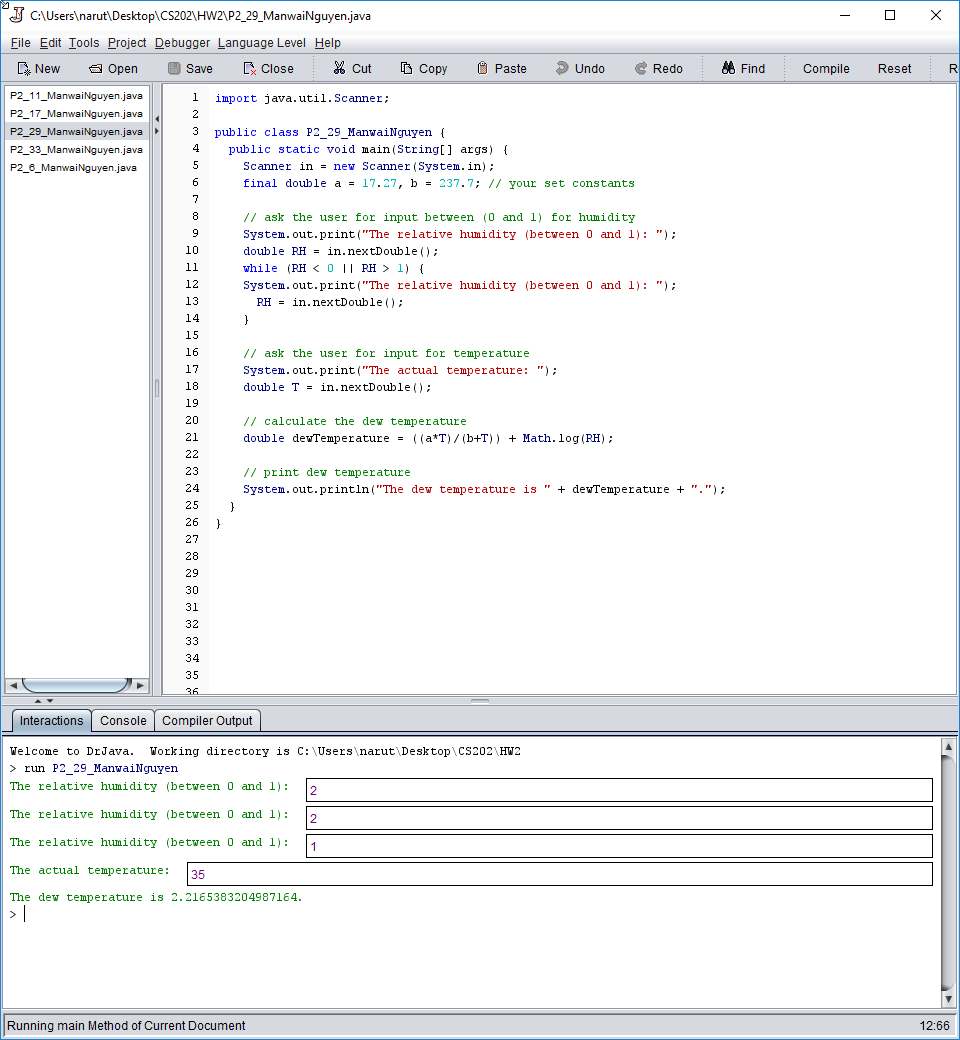 C:\Users\narut\Desktop\CS202\HW2\P2_29_ManwaiNguyen.java
File Edit Tools Project Debugger Language Level Help
New Open Save Close Cut Copy Paste Undo Redo Find Compile Reset R
P2_11_ManwaiNguyen.java
P2_17_ManwaiNguyen.java
P2_29_ManwaiNguyen.java
P2_33_ManwaiNguyen.java
P2_6_ManwaiNguyen.java
1 import java.util.Scanner;
2
3 public class P2_29_ManwaiNguyen {
4 public static void main(String[] args) {
5 Scanner in = new Scanner(System.in);
6 final double a = 17.27, b = 237.7; // your set constants
7
8 // ask the user for input between (0 and 1) for humidity
9 System.out.print("The relative humidity (between 0 and 1): ");
10 double RH = in.nextDouble();
11 while (RH < 0 || RH > 1) {
12 System.out.print("The relative humidity (between 0 and 1): ");
13 RH = in.nextDouble();
14 }
15
16 // ask the user for input for temperature
17 System.out.print("The actual temperature: ");
18 double T = in.nextDouble();
19
20 // calculate the dew temperature
21 double dewTemperature = ((a*T)/(b+T)) + Math.log(RH);
22
23 // print dew temperature
24 System.out.println("The dew temperature is " + dewTemperature + ".");
25 }
26 }
27
28
29
30
31
32
33
34
35
36
Interactions Console Compiler Output
Welcome to DrJava. Working directory is C:\Users\narut\Desktop\CS202\HW2
> run P2_29_ManwaiNguyen
The relative humidity (between 0 and 1): 2
The relative humidity (between 0 and 1): 2
The relative humidity (between 0 and 1): 1
The actual temperature: 35
The dew temperature is 2.2165383204987164.
>
Running main Method of Current Document 12:66